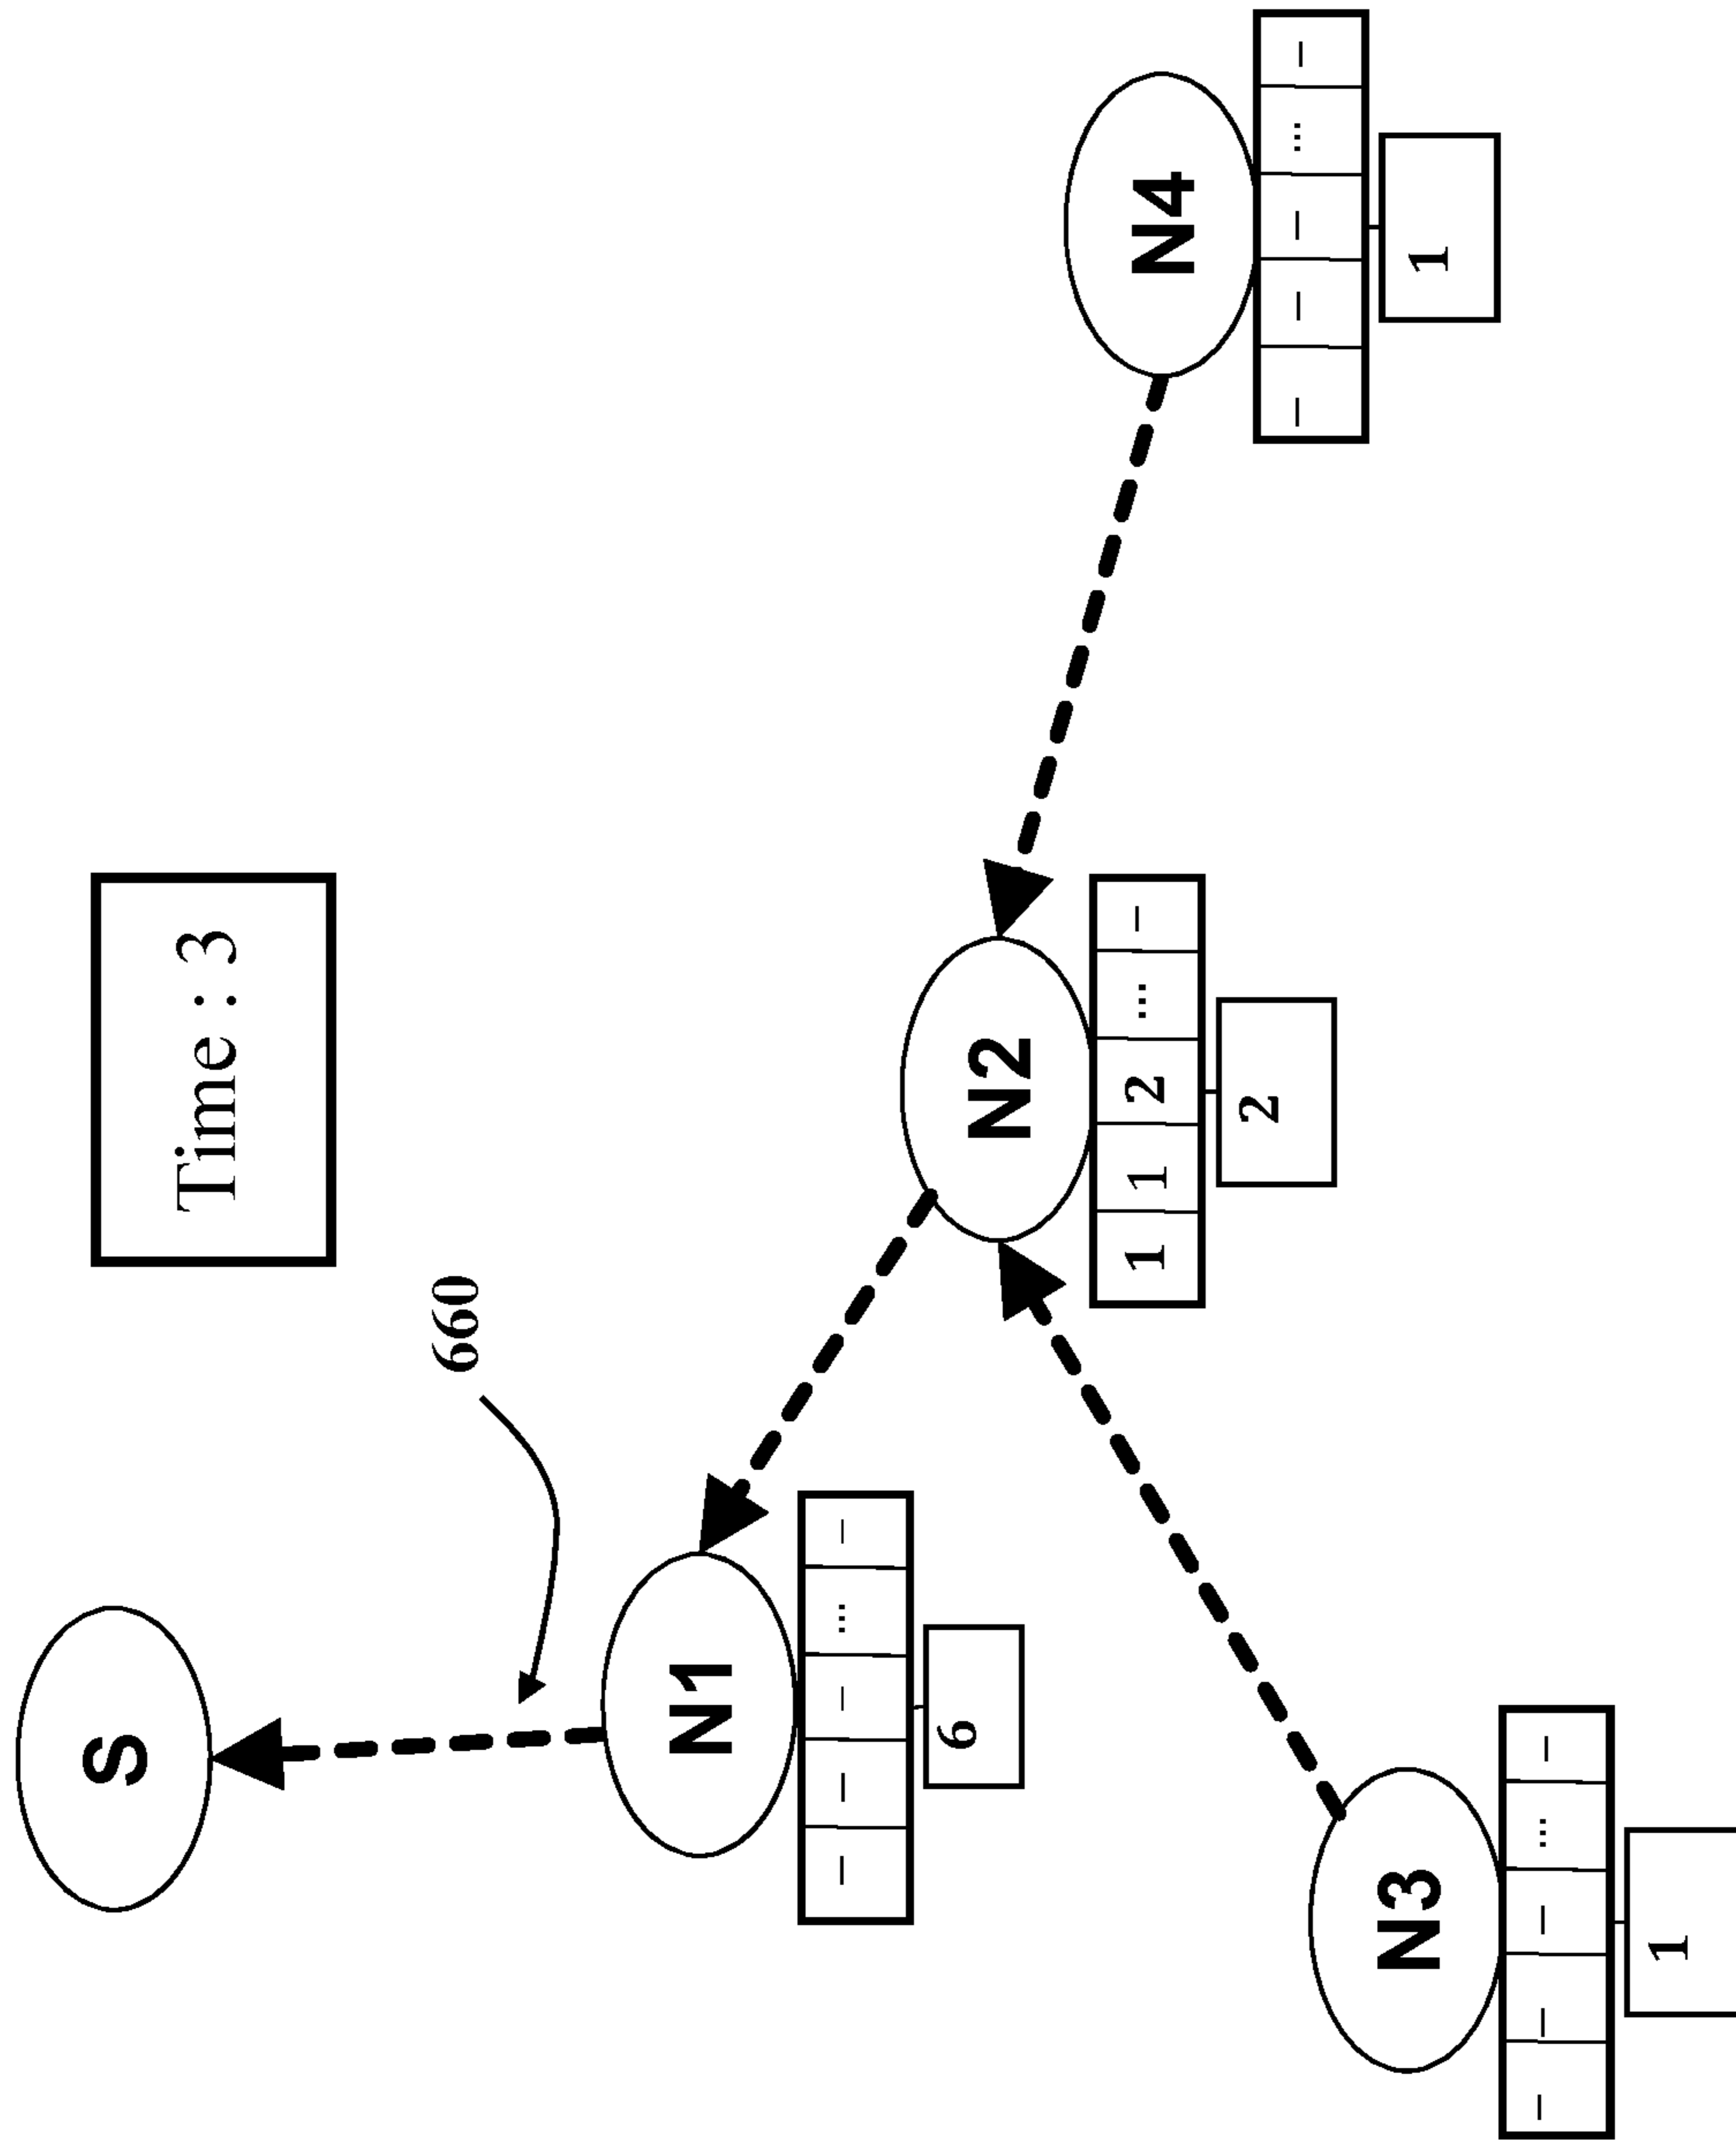 S
Time : 3
660
N1
– – – ... –
6
N2
1 1 2 ... –
2
N4
– – – ... –
1
N3
– – – ... –
1